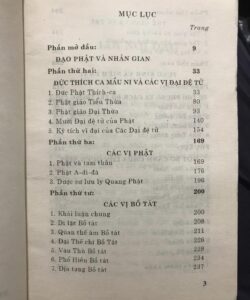 MỤC LỤC
Trang
Phần mở đầu: 9
ĐẠO PHẬT VÀ NHÂN GIAN
Phần thứ hai: 33
ĐỨC THÍCH CA MÂU NI VÀ CÁC VỊ ĐẠI ĐỆ TỬ
1. Đức Phật Thích-ca 33
2. Phật giáo Tiểu Thừa 80
3. Phật giáo Đại Thừa 93
4. Mười Đại đệ tử của Phật 140
5. Kỳ tích vĩ đại của Các Đại đệ tử 154
Phần thứ ba: 169
CÁC VỊ PHẬT
1. Phật và tam thân 169
2. Phật A-di-đà 176
3. Dược sư lưu ly Quang Phật 196
Phần thứ tư: 200
CÁC VỊ BỒ TÁT
1. Khái luận chung 200
2. Di lặc Bồ tát 208
3. Quan thế âm Bồ tát 211
4. Đại Thế chí Bồ Tát 226
5. Văn Thù Bồ tát 228
6. Phổ Hiền Bồ tát 234
7. Địa tạng Bồ tát 237
3